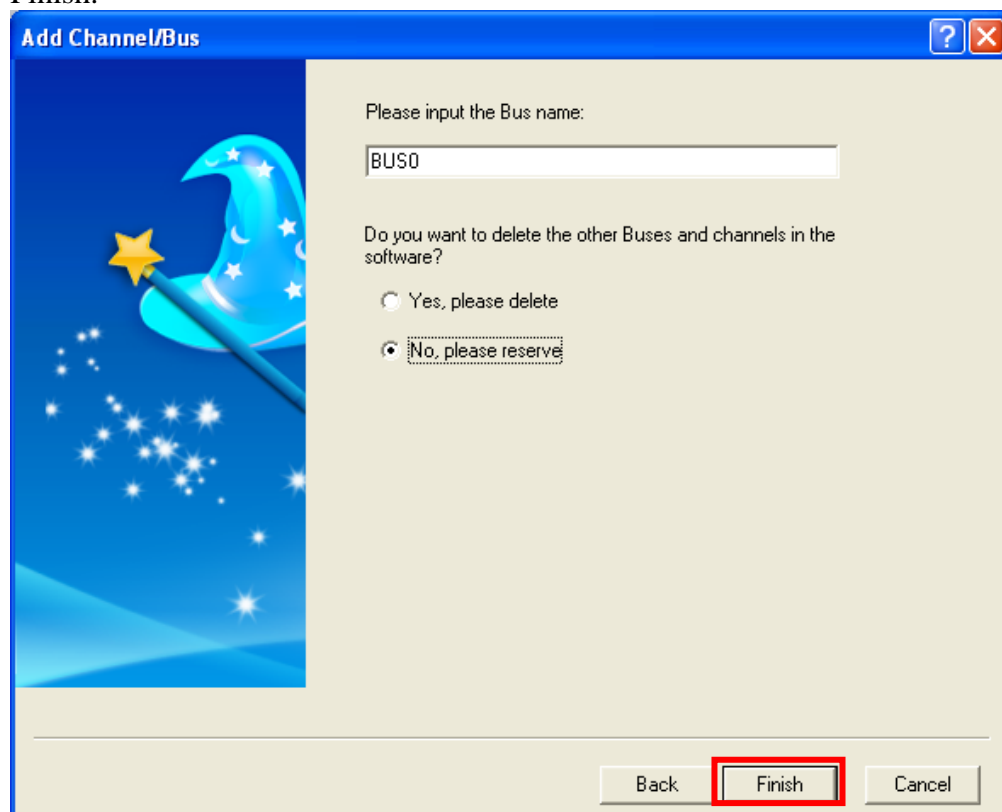 Finish.
Add Channel/Bus
Please input the Bus name:
BUS0
Do you want to delete the other Buses and channels in the
software?
Yes, please delete
No, please reserve
Back Finish Cancel